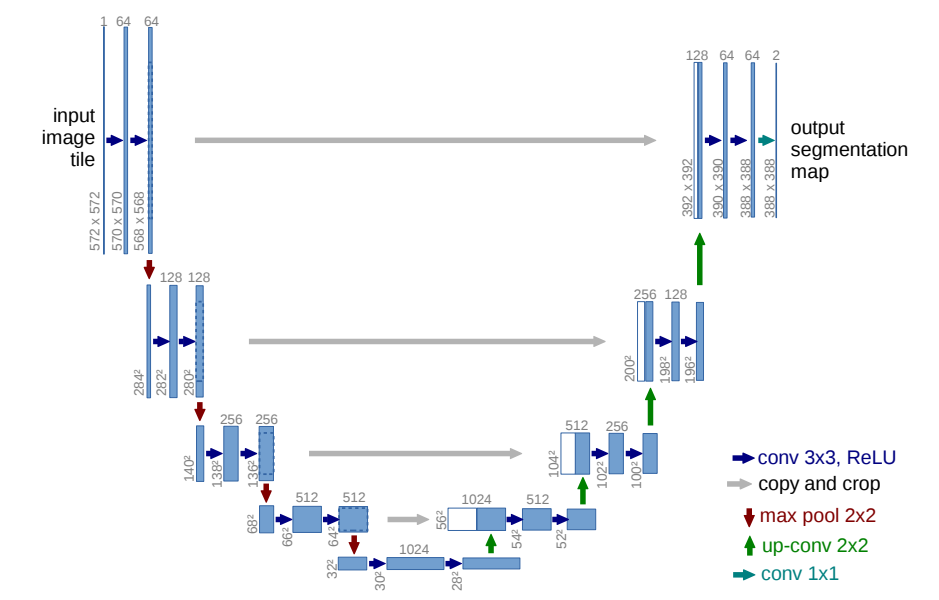 1 64 64
128 64 64 2
input
image
tile
output
segmentation
map
572 x 572
570 x 570
568 x 568
392 x 392
390 x 390
388 x 388
388 x 388
128 128
256 128
284²
282²
280²
200²
198²
196²
256 256
512 256
140²
138²
136²
104²
102²
100²
512 512
1024 512
68²
66²
64²
56²
54²
52²
1024
32²
30²
28²
conv 3x3, ReLU
copy and crop
max pool 2x2
up-conv 2x2
conv 1x1